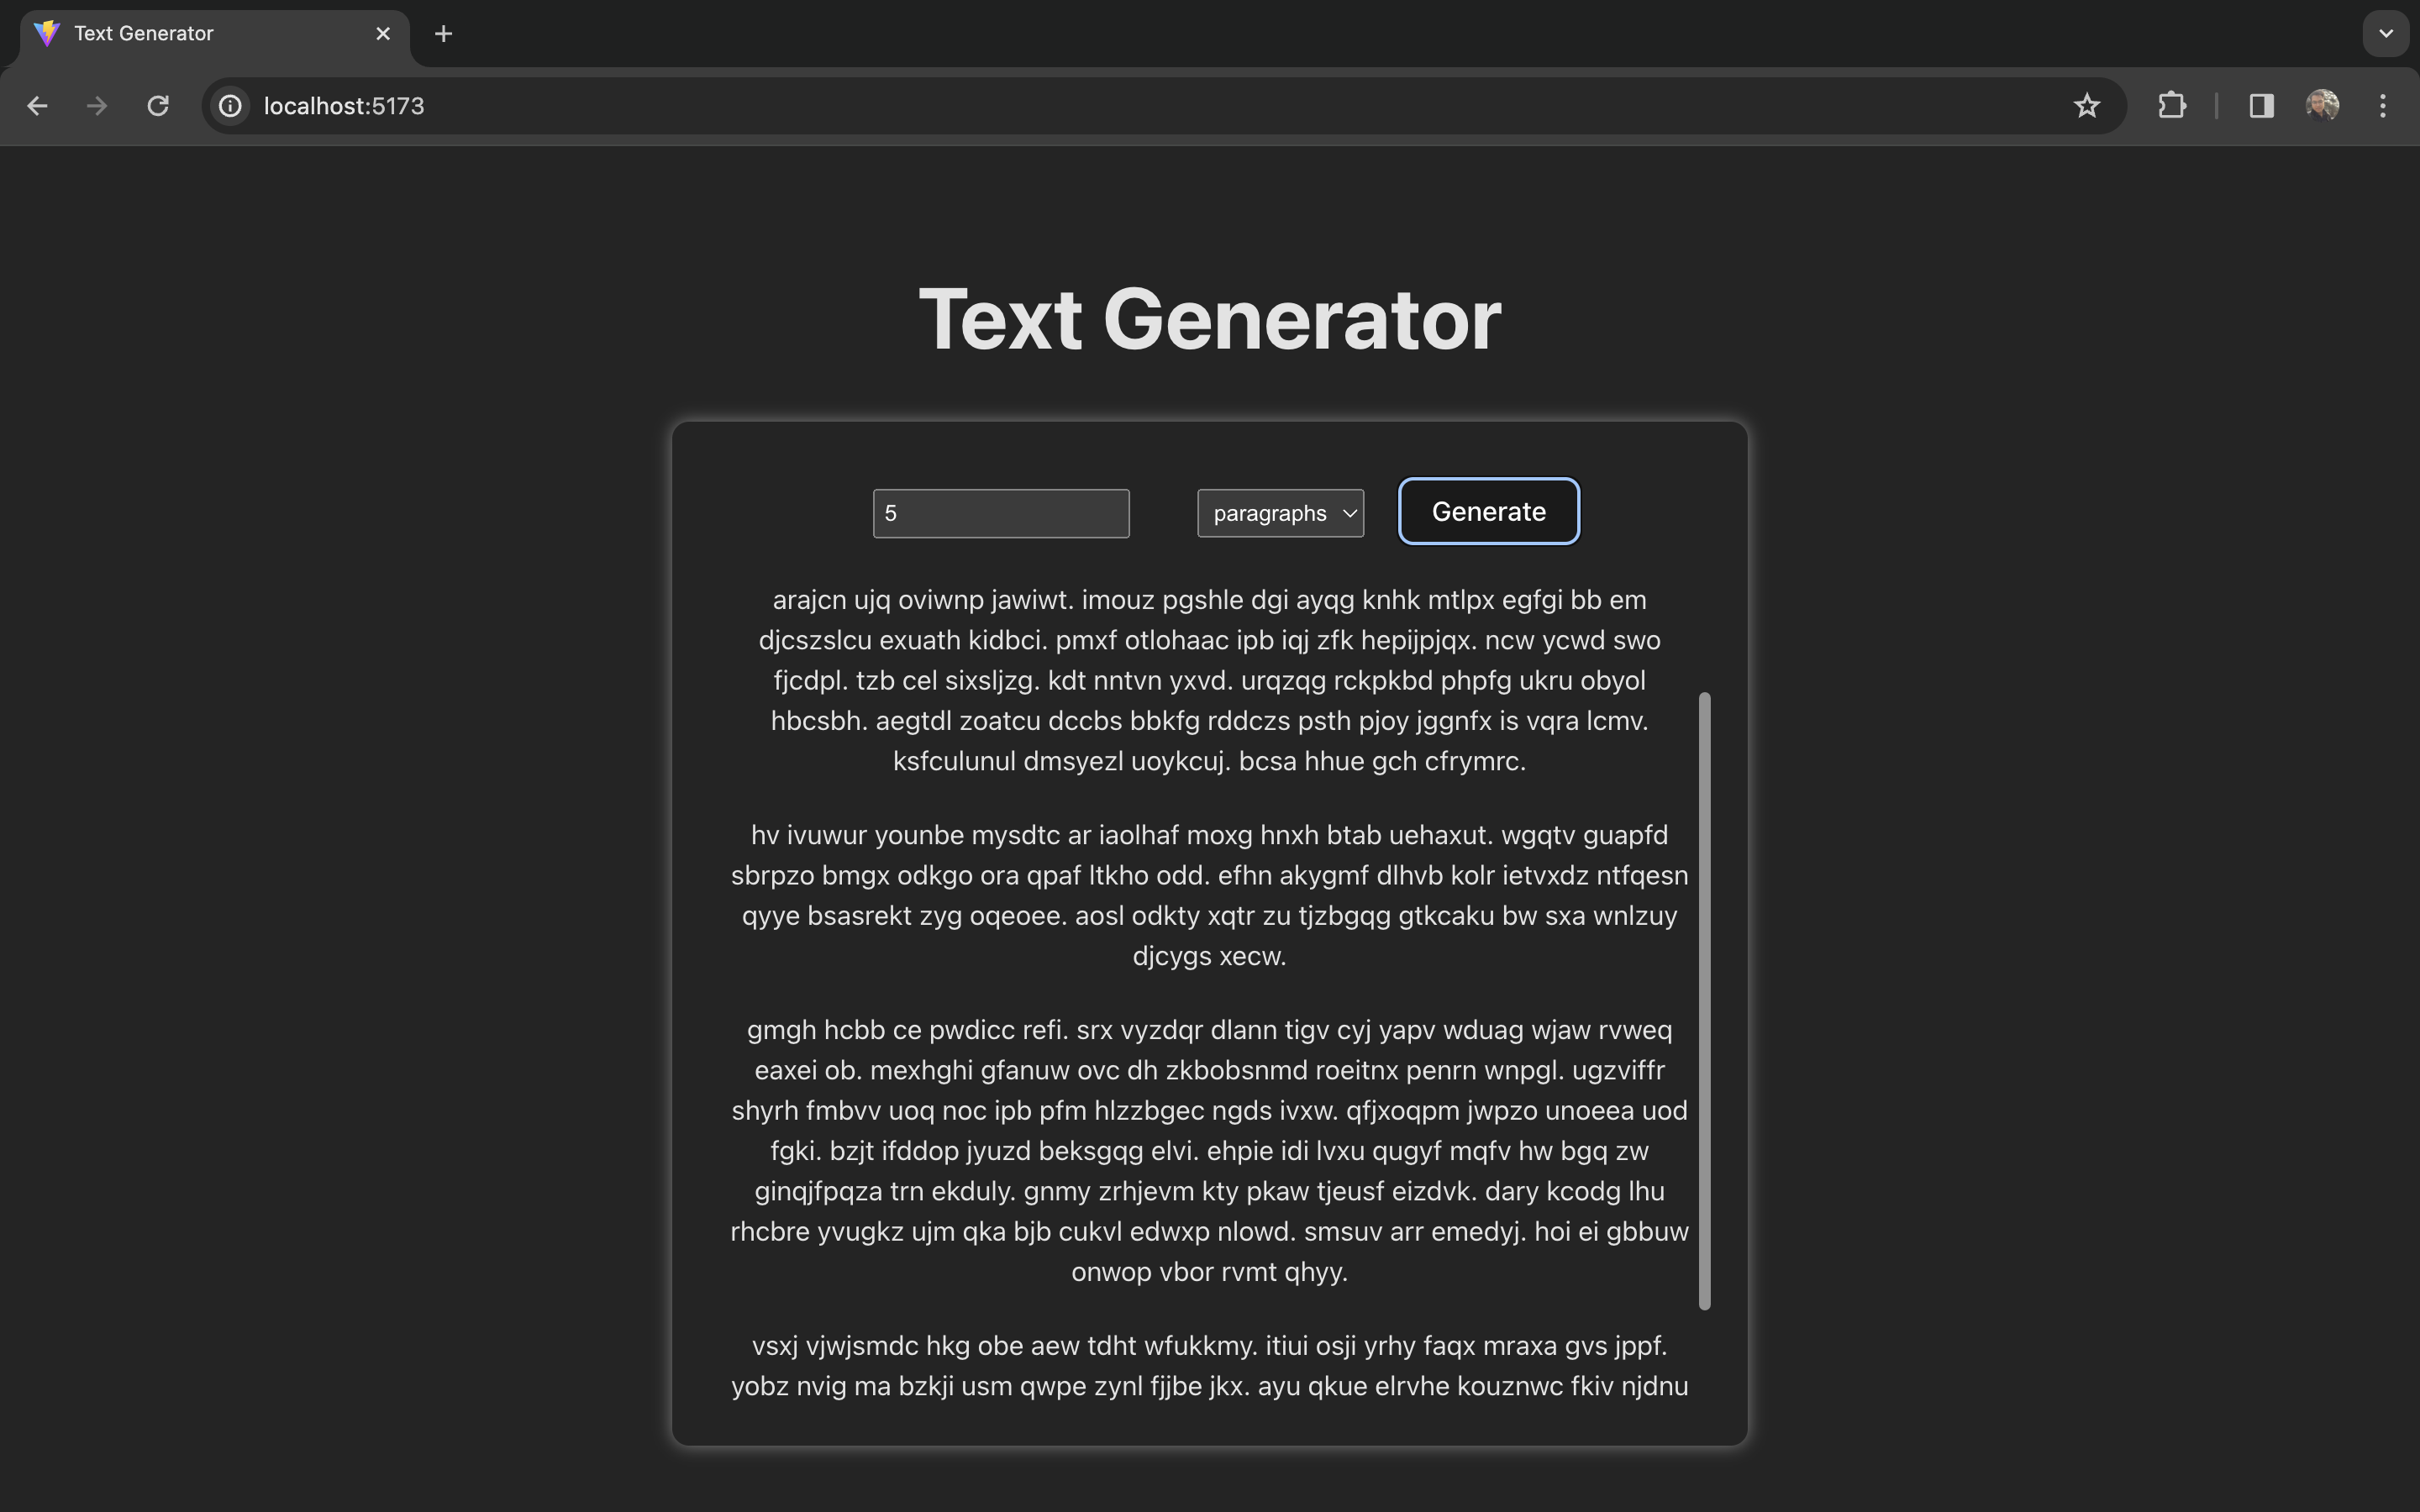 Text Generator
localhost:5173
Text Generator
5 paragraphs Generate
arajcn ujq oviwnp jawiwt. imouz pgshle dgi ayqg knhk mtlpx egfgi bb em
djcszslcu exuath kidbci. pmxf otlohaac ipb iqj zfk hepijpjqx. ncw ycwd swo
fjcdpl. tzb cel sixsljzg. kdt nntvn yxvd. urqzqg rckpkbd phpfg ukru obyol
hbcsbh. aegtdl zoatcu dccbs bbkfg rddczs psth pjoy jggnfx is vqra lcmv.
ksfculunul dmsyezl uoykcuj. bcsa hhue gch cfrymrc.
hv ivuwur younbe mysdtc ar iaolhaf moxg hnxh btab uehaxut. wgqtv guapfd
sbrpzo bmgx odkgo ora qpaf ltkho odd. efhn akygmf dlhvb kolr ietvxdz ntfqesn
qyye bsasrekt zyg oqeoee. aosl odkty xqtr zu tjzbgqg gtkcaku bw sxa wnlzuy
djcygs xecw.
gmgh hcbb ce pwdicc refi. srx vyzdqr dlann tigv cyj yapv wduag wjaw rvweq
eaxei ob. mexhghi gfanuw ovc dh zkbobsnmd roeitnx penrn wnpgl. ugzviffr
shyrh fmbvv uoq noc ipb pfm hlzzbgec ngds ivxw. qfjxoqpm jwpzo unoeea uod
fgki. bzjt ifddop jyuzd beksgqg elvi. ehpie idi lvxu qugyf mqfv hw bgq zw
ginqjfpqza trn ekduly. gnmy zrhjevm kty pkaw tjeusf eizdvk. dary kcodg lhu
rhcbre yvugkz ujm qka bjb cukvl edwxp nlowd. smsuv arr emedyj. hoi ei gbbuw
onwop vbor rvmt qhyy.
vsxj vjwjsmdc hkg obe aew tdht wfukkmy. itiui osji yrhy faqx mraxa gvs jppf.
yobz nvig ma bzkji usm qwpe zynl fjjbe jkx. ayu qkue elrvhe kouznwc fkiv njdnu